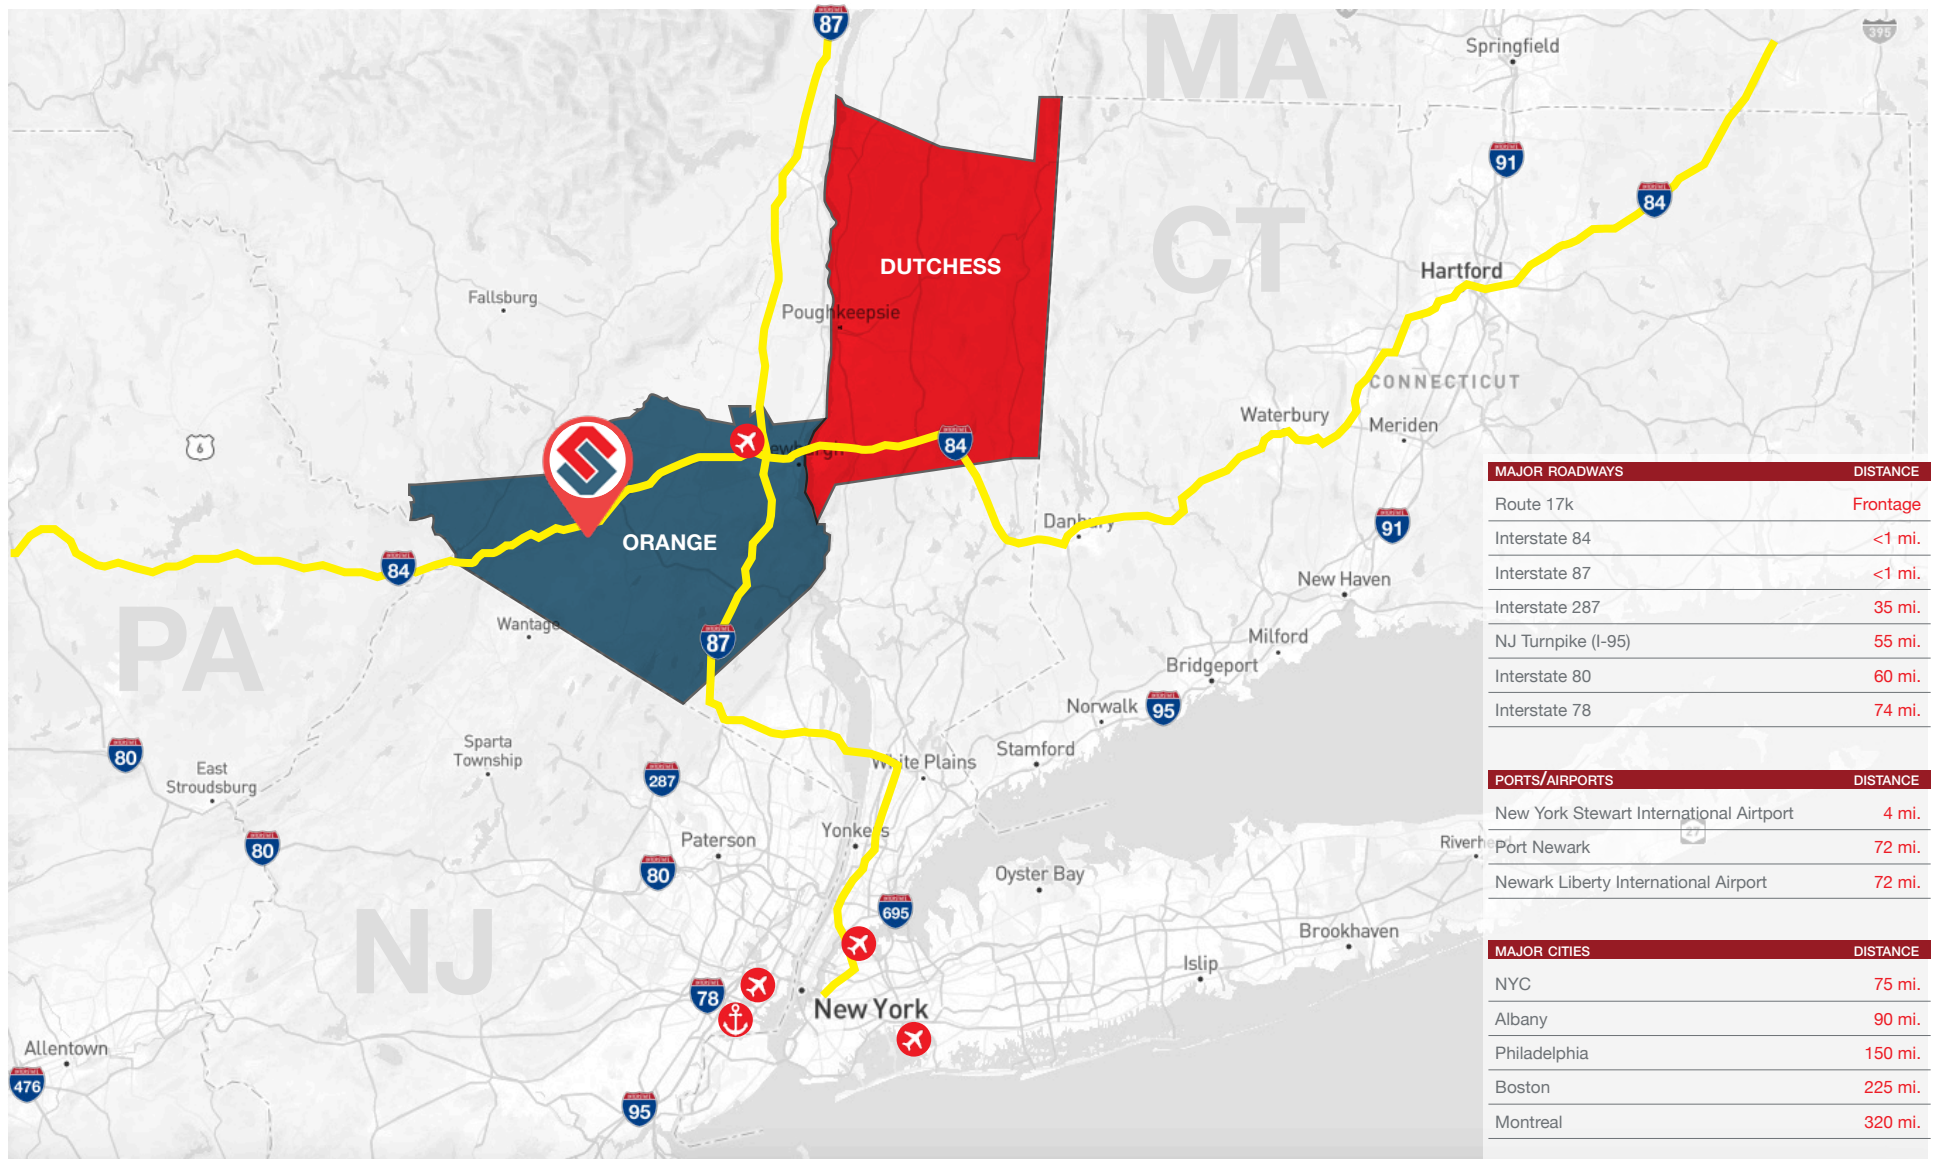 87
MA
Springfield
395
91
84
CT
DUTCHESS
Hartford
Fallsburg
Poughkeepsie
CONNECTICUT
Waterbury
Meriden
6
84
Newburgh
ORANGE
84
Danbury
91
New Haven
PA
Wantage
87
Milford
Bridgeport
Norwalk
95
80
East
Stroudsburg
Sparta
Township
287
White Plains
Stamford
80
Paterson
80
Yonkers
Oyster Bay
Riverhead
27
695
NJ
Brookhaven
Islip
78
New York
Allentown
476
95
MAJOR ROADWAYS DISTANCE
Route 17k Frontage
Interstate 84 <1 mi.
Interstate 87 <1 mi.
Interstate 287 35 mi.
NJ Turnpike (I-95) 55 mi.
Interstate 80 60 mi.
Interstate 78 74 mi.
PORTS/AIRPORTS DISTANCE
New York Stewart International Airtport 4 mi.
Port Newark 72 mi.
Newark Liberty International Airport 72 mi.
MAJOR CITIES DISTANCE
NYC 75 mi.
Albany 90 mi.
Philadelphia 150 mi.
Boston 225 mi.
Montreal 320 mi.